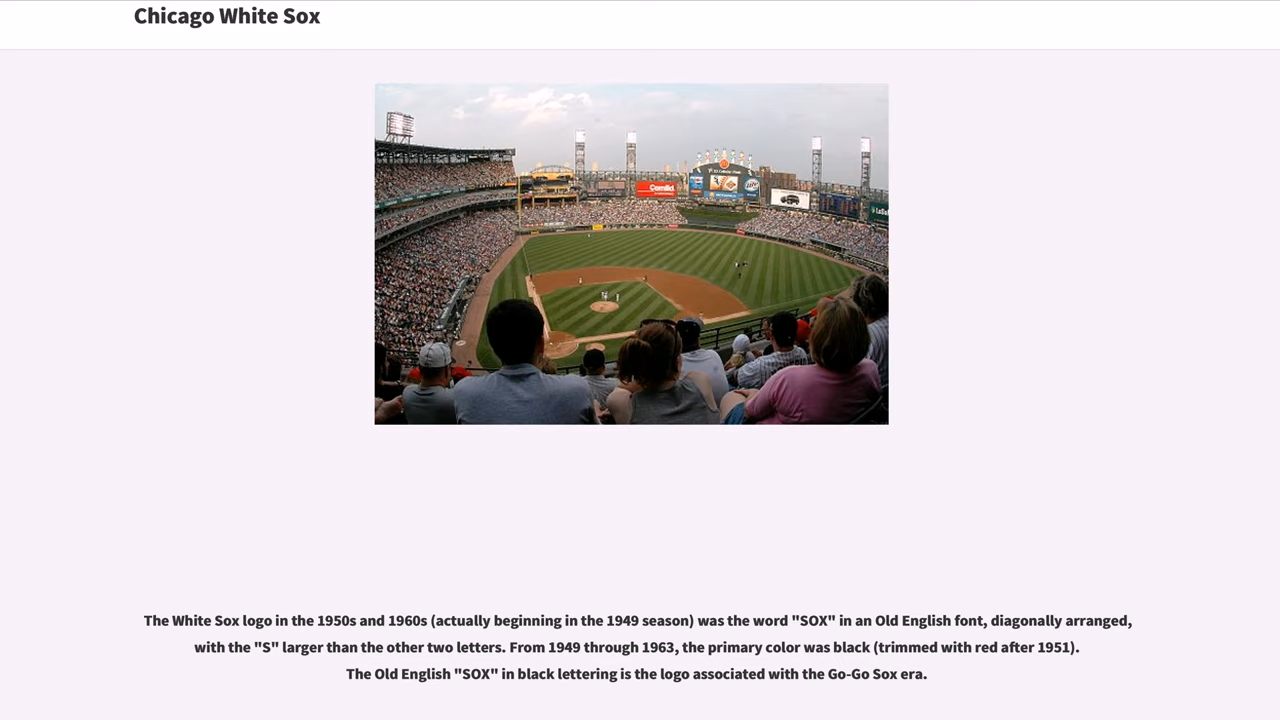 Chicago White Sox
Comcast
The White Sox logo in the 1950s and 1960s (actually beginning in the 1949 season) was the word "SOX" in an Old English font, diagonally arranged,
with the "S" larger than the other two letters. From 1949 through 1963, the primary color was black (trimmed with red after 1951).
The Old English "SOX" in black lettering is the logo associated with the Go-Go Sox era.